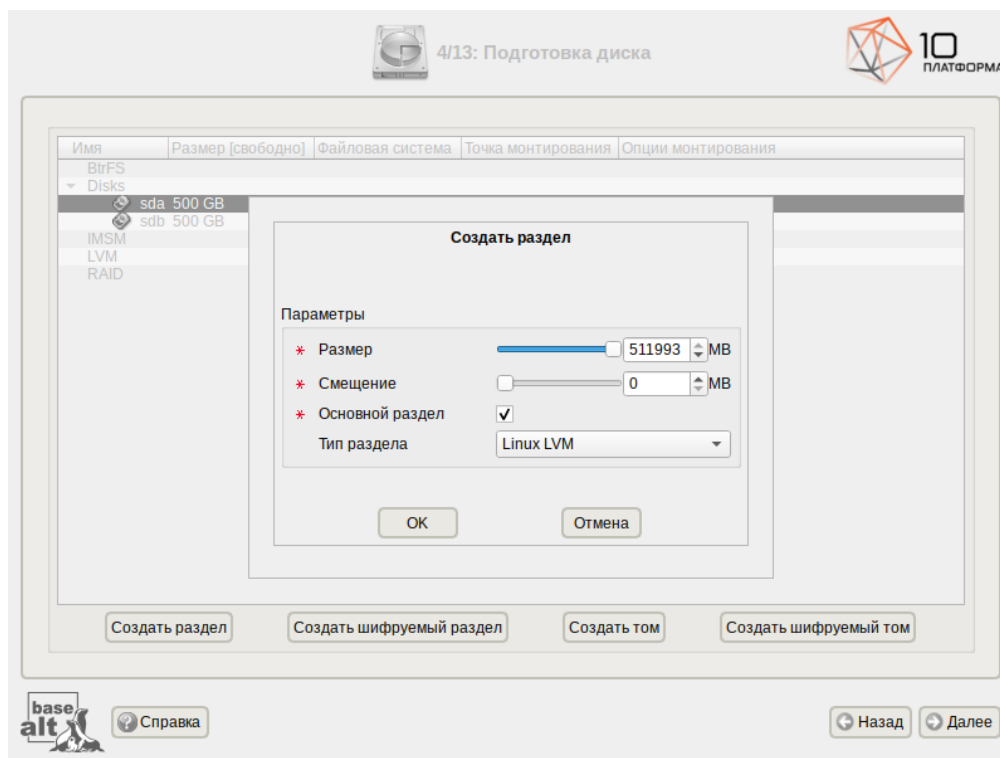 4/13: Подготовка диска
10
ПЛАТФОРМА
Имя Размер [свободно] Файловая система Точка монтирования Опции монтирования
BtrFS
Disks
sda 500 GB
sdb 500 GB
IMSM
LVM
RAID
Создать раздел
Параметры
Размер 511993 MB
Смещение 0 MB
Основной раздел
Тип раздела Linux LVM
OK Отмена
Создать раздел Создать шифруемый раздел Создать том Создать шифруемый том
base
alt
Справка Назад Далее